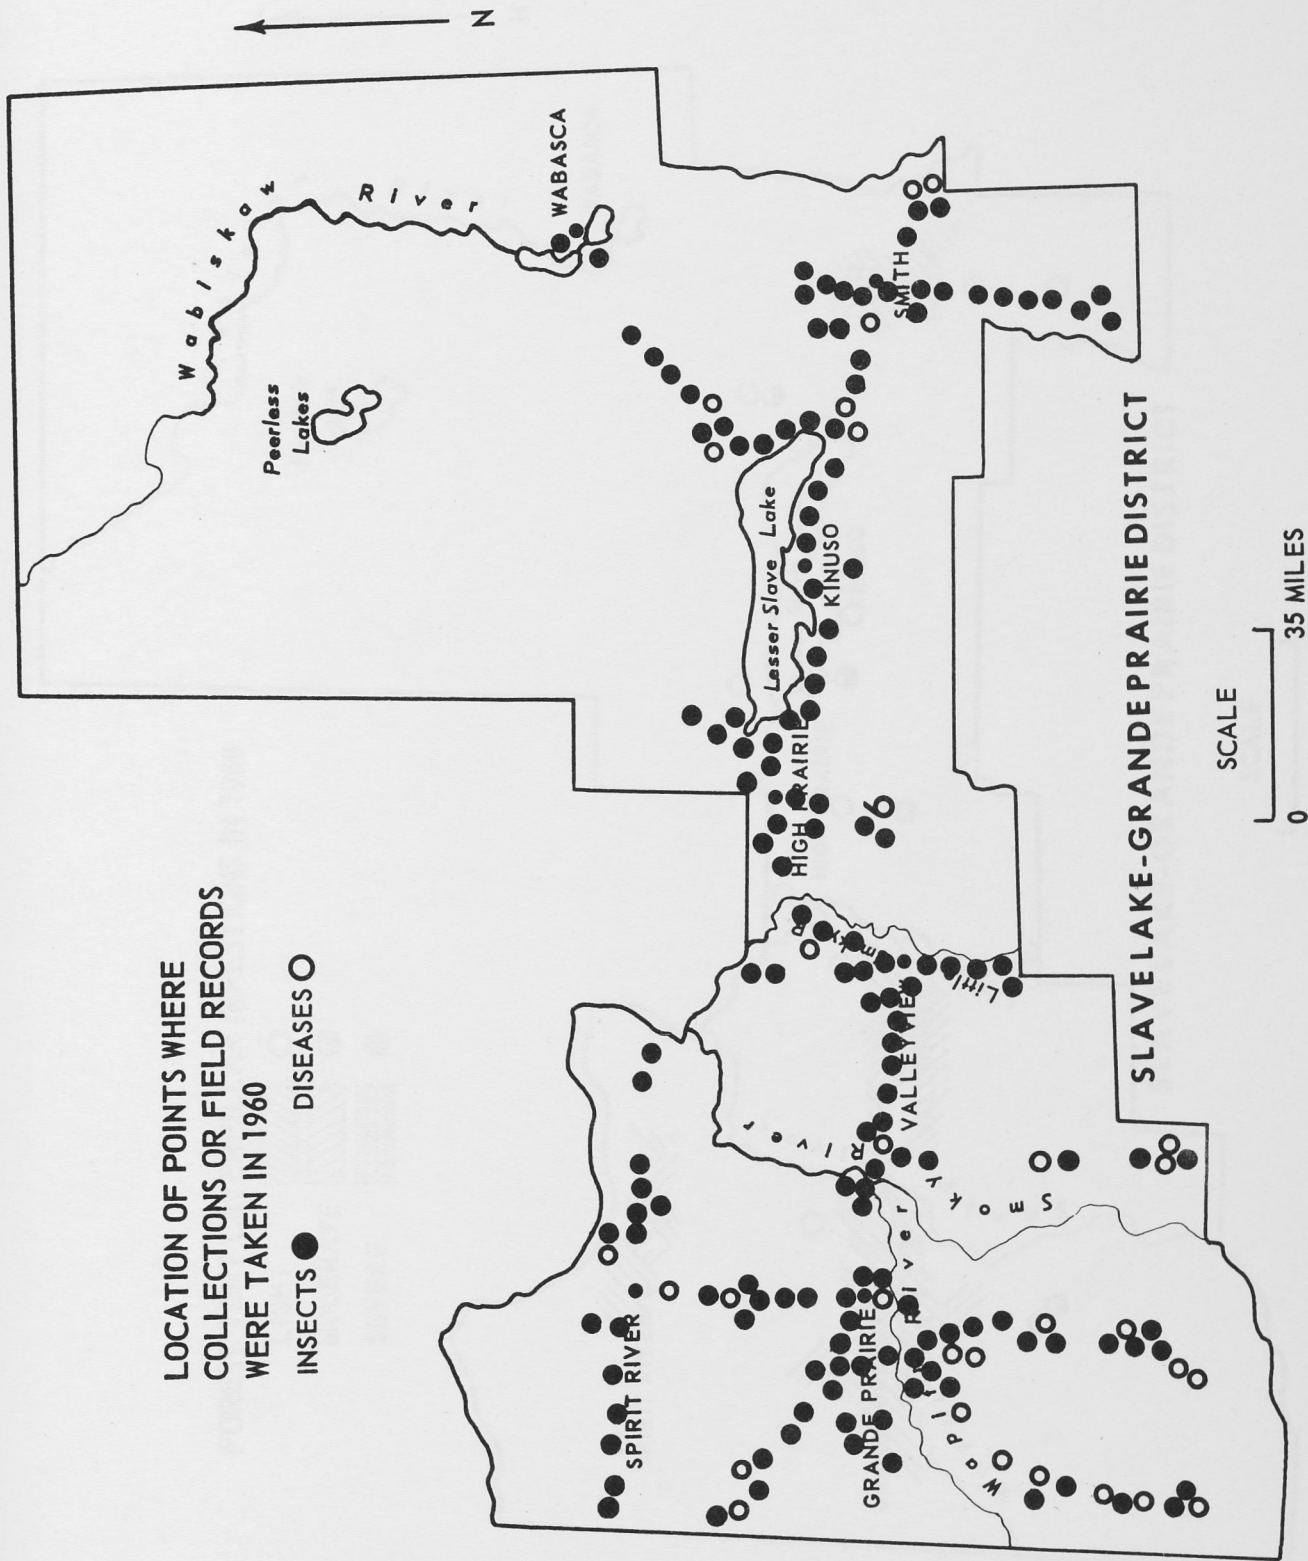 LOCATION OF POINTS WHERE
COLLECTIONS OR FIELD RECORDS
WERE TAKEN IN 1960
INSECTS DISEASES
N
Wabiskaw
River
Peerless
Lakes
WABASCA
Lesser Slave Lake
SMITH
KINUSO
HIGH PRAIRIE
SPIRIT RIVER
River
Smoky
VALLEYVIEW
GRANDE PRAIRIE
River
Wapiti
SLAVE LAKE-GRANDE PRAIRIE DISTRICT
SCALE
0 35 MILES